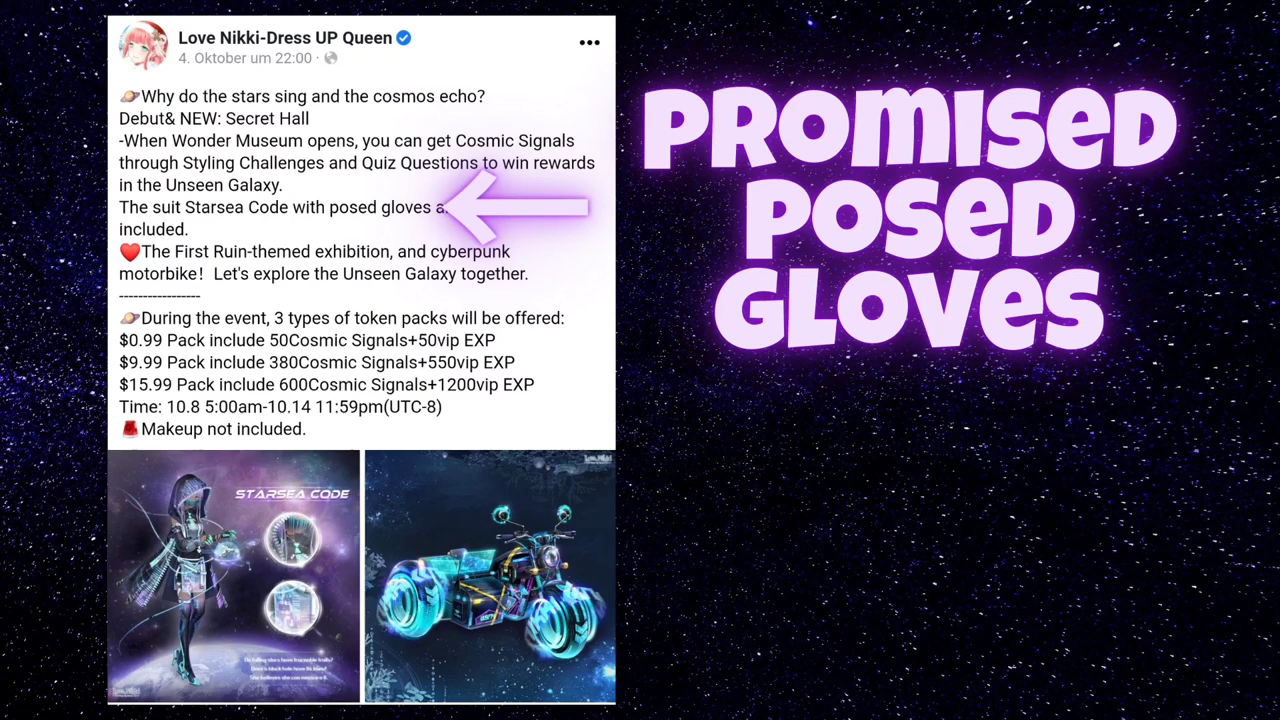 Love Nikki-Dress UP Queen
4. Oktober um 22:00 ·
🪐Why do the stars sing and the cosmos echo?
Debut& NEW: Secret Hall
-When Wonder Museum opens, you can get Cosmic Signals
through Styling Challenges and Quiz Questions to win rewards
in the Unseen Galaxy.
The suit Starsea Code with posed gloves
included.
❤️The First Ruin-themed exhibition, and cyberpunk
motorbike！Let's explore the Unseen Galaxy together.
-----------------
🪐During the event, 3 types of token packs will be offered:
$0.99 Pack include 50Cosmic Signals+50vip EXP
$9.99 Pack include 380Cosmic Signals+550vip EXP
$15.99 Pack include 600Cosmic Signals+1200vip EXP
Time: 10.8 5:00am-10.14 11:59pm(UTC-8)
🚨Makeup not included.
PROMISED
POSED
GLOVES
STARSEA CODE